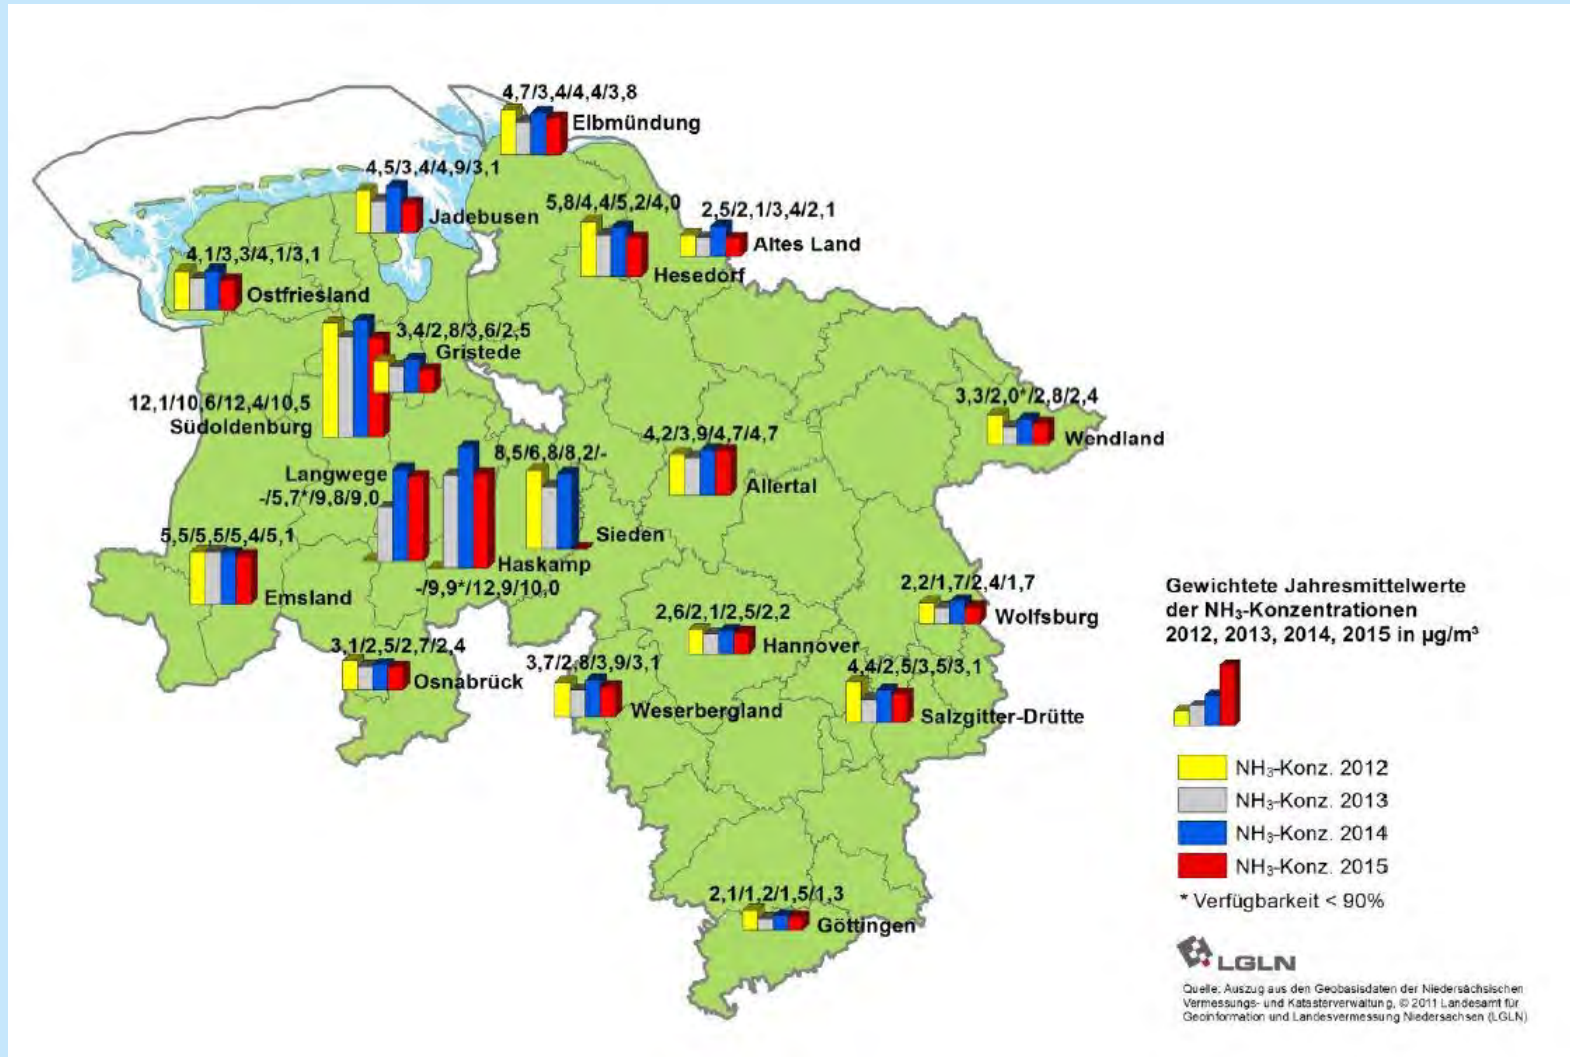 4,7/3,4/4,4/3,8
Elbmündung
4,5/3,4/4,9/3,1
Jadebusen
5,8/4,4/5,2/4,0
Hesedorf
2,5/2,1/3,4/2,1
Altes Land
4,1/3,3/4,1/3,1
Ostfriesland
3,4/2,8/3,6/2,5
Gristede
12,1/10,6/12,4/10,5
Südoldenburg
3,3/2,0*/2,8/2,4
Wendland
4,2/3,9/4,7/4,7
Allertal
8,5/6,8/8,2/-
Sieden
Langwege
-/5,7*/9,8/9,0
Haskamp
-/9,9*/12,9/10,0
5,5/5,5/5,4/5,1
Emsland
2,2/1,7/2,4/1,7
Wolfsburg
2,6/2,1/2,5/2,2
Hannover
3,1/2,5/2,7/2,4
Osnabrück
3,7/2,8/3,9/3,1
Weserbergland
4,4/2,5/3,5/3,1
Salzgitter-Drütte
2,1/1,2/1,5/1,3
Göttingen
Gewichtete Jahresmittelwerte
der NH₃-Konzentrationen
2012, 2013, 2014, 2015 in µg/m³
NH₃-Konz. 2012
NH₃-Konz. 2013
NH₃-Konz. 2014
NH₃-Konz. 2015
* Verfügbarkeit < 90%
LGLN
Quelle: Auszug aus den Geobasisdaten der Niedersächsischen
Vermessungs- und Katasterverwaltung, © 2011 Landesamt für
Geoinformation und Landesvermessung Niedersachsen (LGLN)